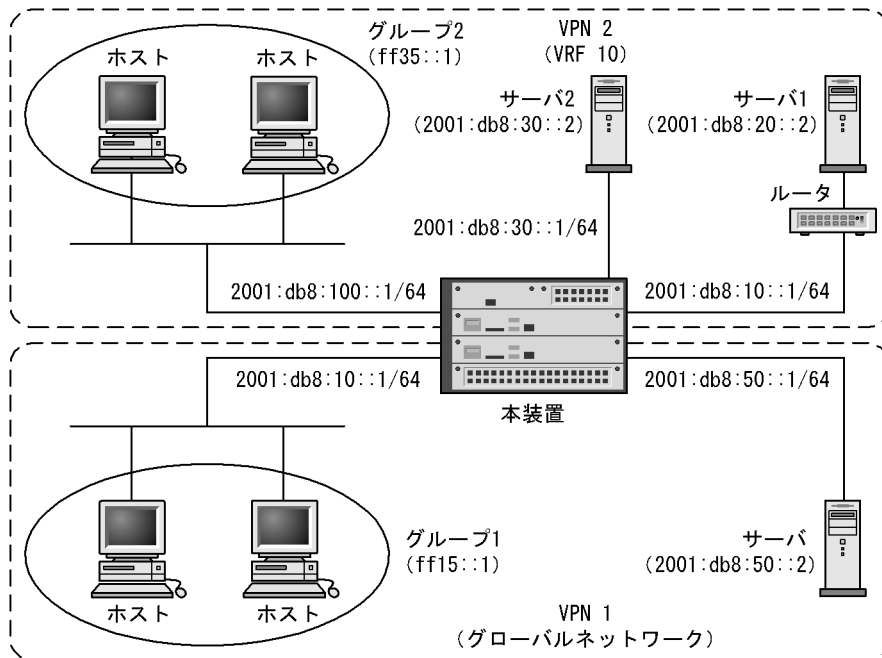 グループ2
(ff35::1)
ホスト
ホスト
VPN 2
(VRF 10)
サーバ2
(2001:db8:30::2)
サーバ1
(2001:db8:20::2)
ルータ
2001:db8:30::1/64
2001:db8:100::1/64
2001:db8:10::1/64
2001:db8:10::1/64
2001:db8:50::1/64
本装置
グループ1
(ff15::1)
サーバ
(2001:db8:50::2)
ホスト
ホスト
VPN 1
(グローバルネットワーク)